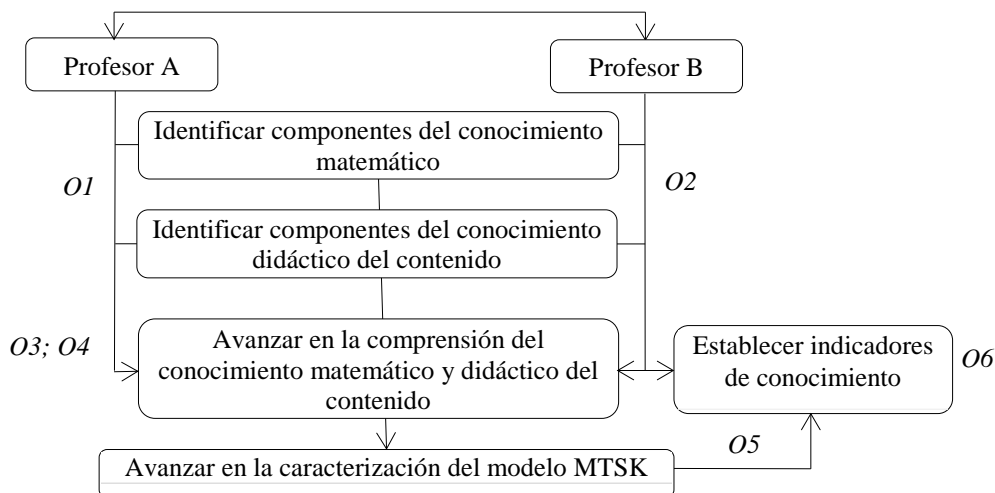 Profesor A
Profesor B
Identificar componentes del conocimiento
matemático
O1
O2
Identificar componentes del conocimiento
didáctico del contenido
O3; O4
Avanzar en la comprensión del
conocimiento matemático y didáctico del
contenido
Establecer indicadores
de conocimiento
O6
O5
Avanzar en la caracterización del modelo MTSK